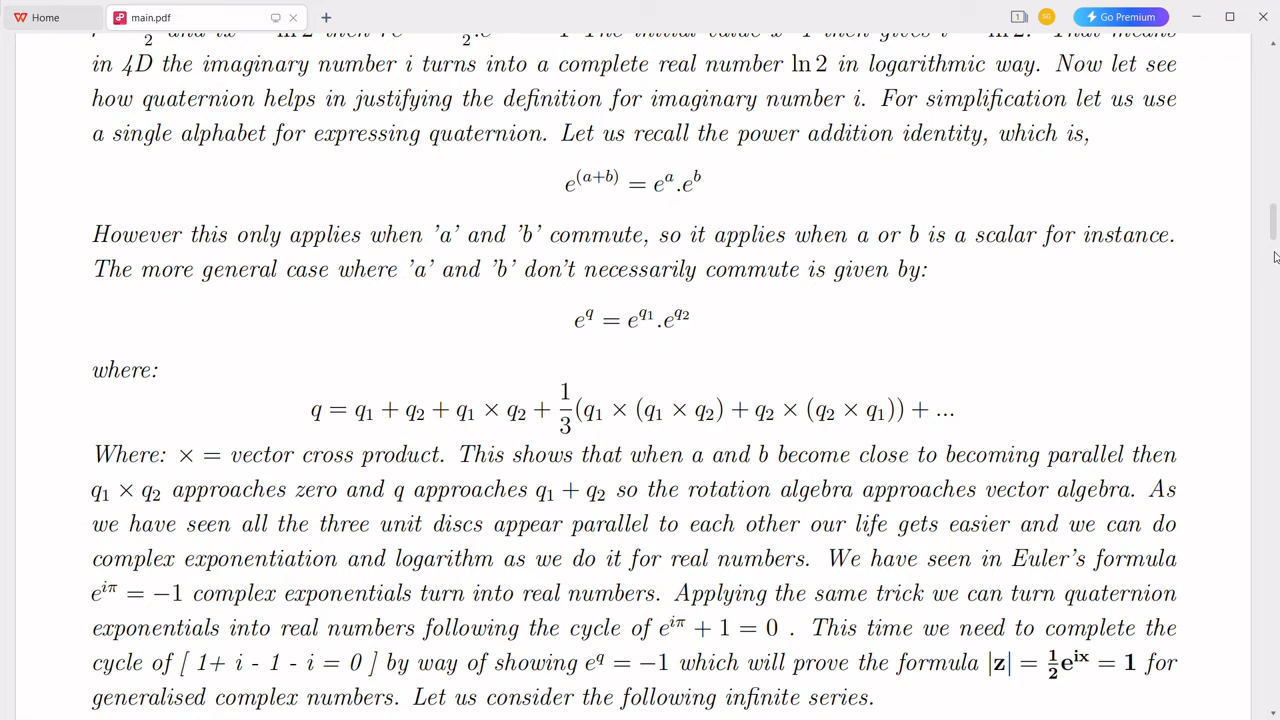 Home
main.pdf
1
SG
Go Premium
2
2
in 4D the imaginary number i turns into a complete real number ln 2 in logarithmic way. Now let see
how quaternion helps in justifying the definition for imaginary number i. For simplification let us use
a single alphabet for expressing quaternion. Let us recall the power addition identity, which is,
e^(a+b) = e^a.e^b
However this only applies when 'a' and 'b' commute, so it applies when a or b is a scalar for instance.
The more general case where 'a' and 'b' don't necessarily commute is given by:
e^q = e^q₁.e^q₂
where:
q = q₁ + q₂ + q₁ × q₂ + 1/3(q₁ × (q₁ × q₂) + q₂ × (q₂ × q₁)) + ...
Where: × = vector cross product. This shows that when a and b become close to becoming parallel then
q₁ × q₂ approaches zero and q approaches q₁ + q₂ so the rotation algebra approaches vector algebra. As
we have seen all the three unit discs appear parallel to each other our life gets easier and we can do
complex exponentiation and logarithm as we do it for real numbers. We have seen in Euler's formula
e^iπ = −1 complex exponentials turn into real numbers. Applying the same trick we can turn quaternion
exponentials into real numbers following the cycle of e^iπ + 1 = 0 . This time we need to complete the
cycle of [ 1+ i - 1 - i = 0 ] by way of showing e^q = −1 which will prove the formula |z| = 1/2e^ix = 1 for
generalised complex numbers. Let us consider the following infinite series.